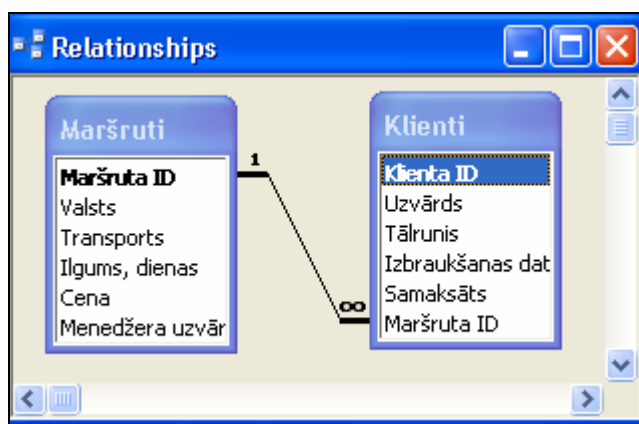 Relationships
Maršruti
Maršruta ID
Valsts
Transports
Ilgums, dienas
Cena
Menedžera uzvār
1
∞
Klienti
Klienta ID
Uzvārds
Tālrunis
Izbraukšanas dat
Samaksāts
Maršruta ID